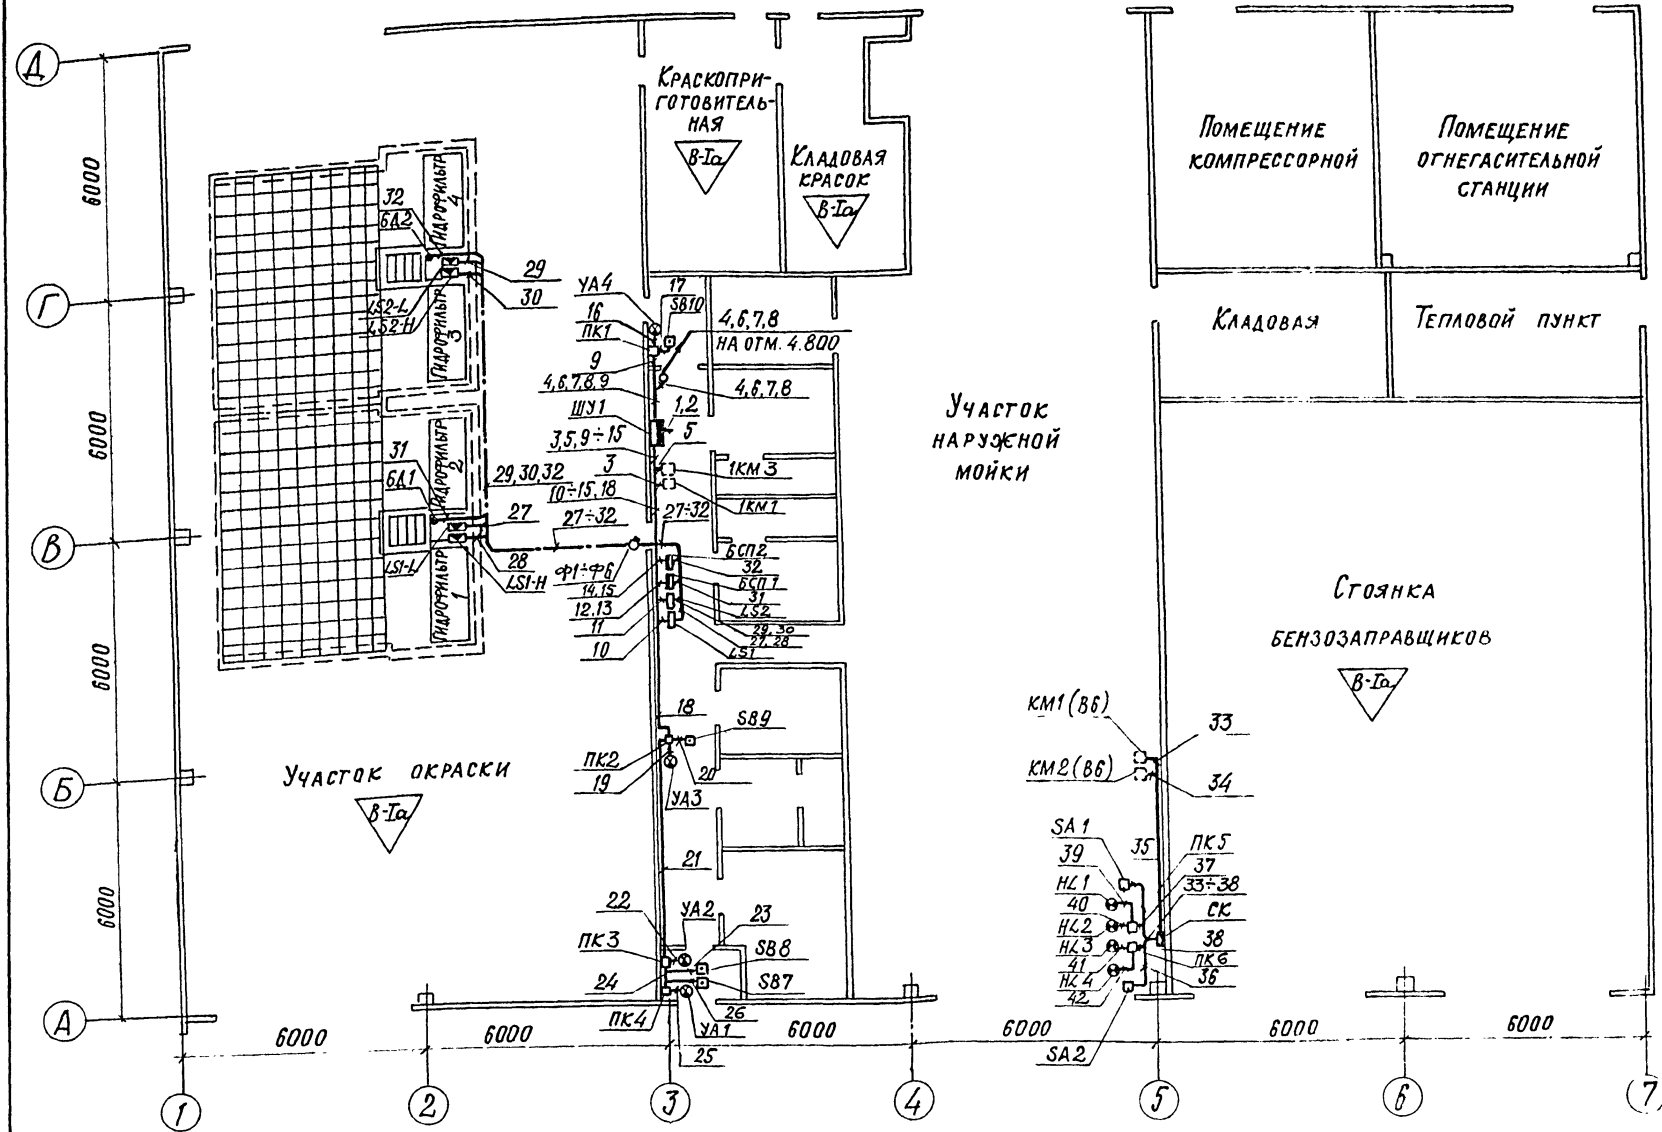 Д
Г
В
Б
А
6000
6000
6000
6000
Краскопри-
готовитель-
ная
В-Iа
Кладовая
красок
В-Iа
Помещение
компрессорной
Помещение
огнегасительной
станции
Кладовая
Тепловой пункт
Участок
наружной
мойки
Стоянка
бензозаправщиков
В-Iа
Участок окраски
В-Iа
Гидрофильтр
4
Гидрофильтр
3
Гидрофильтр
2
Гидрофильтр
1
32
6Д2
29
30
LS2-L
LS2-H
31
6Д1
27
28
LS1-L
LS1-H
29, 30, 32
27÷32
27÷32
Ф1÷Ф6
УА4
17
SB10
16
ПК1
4,6,7,8
на отм. 4.800
9
4,6,7,8,9
4,6,7,8
ШУ1
1,2
3,5,9÷15
5
3
1КМ3
10÷15,18
1КМ1
БСП2
32
14,15
БСП1
31
12,13
LS2
11
29,30
27,28
10
LS1
18
SB9
ПК2
19
20
УА3
21
22
УА2
23
ПК3
SB8
24
SB7
ПК4
26
УА1
25
КМ1 (В6)
33
КМ2 (В6)
34
SA1
35
ПК5
39
37
HL1
33÷38
40
СК
HL2
HL3
38
41
ПК6
HL4
36
42
SA2
6000
6000
6000
6000
6000
6000
1
2
3
4
5
6
7